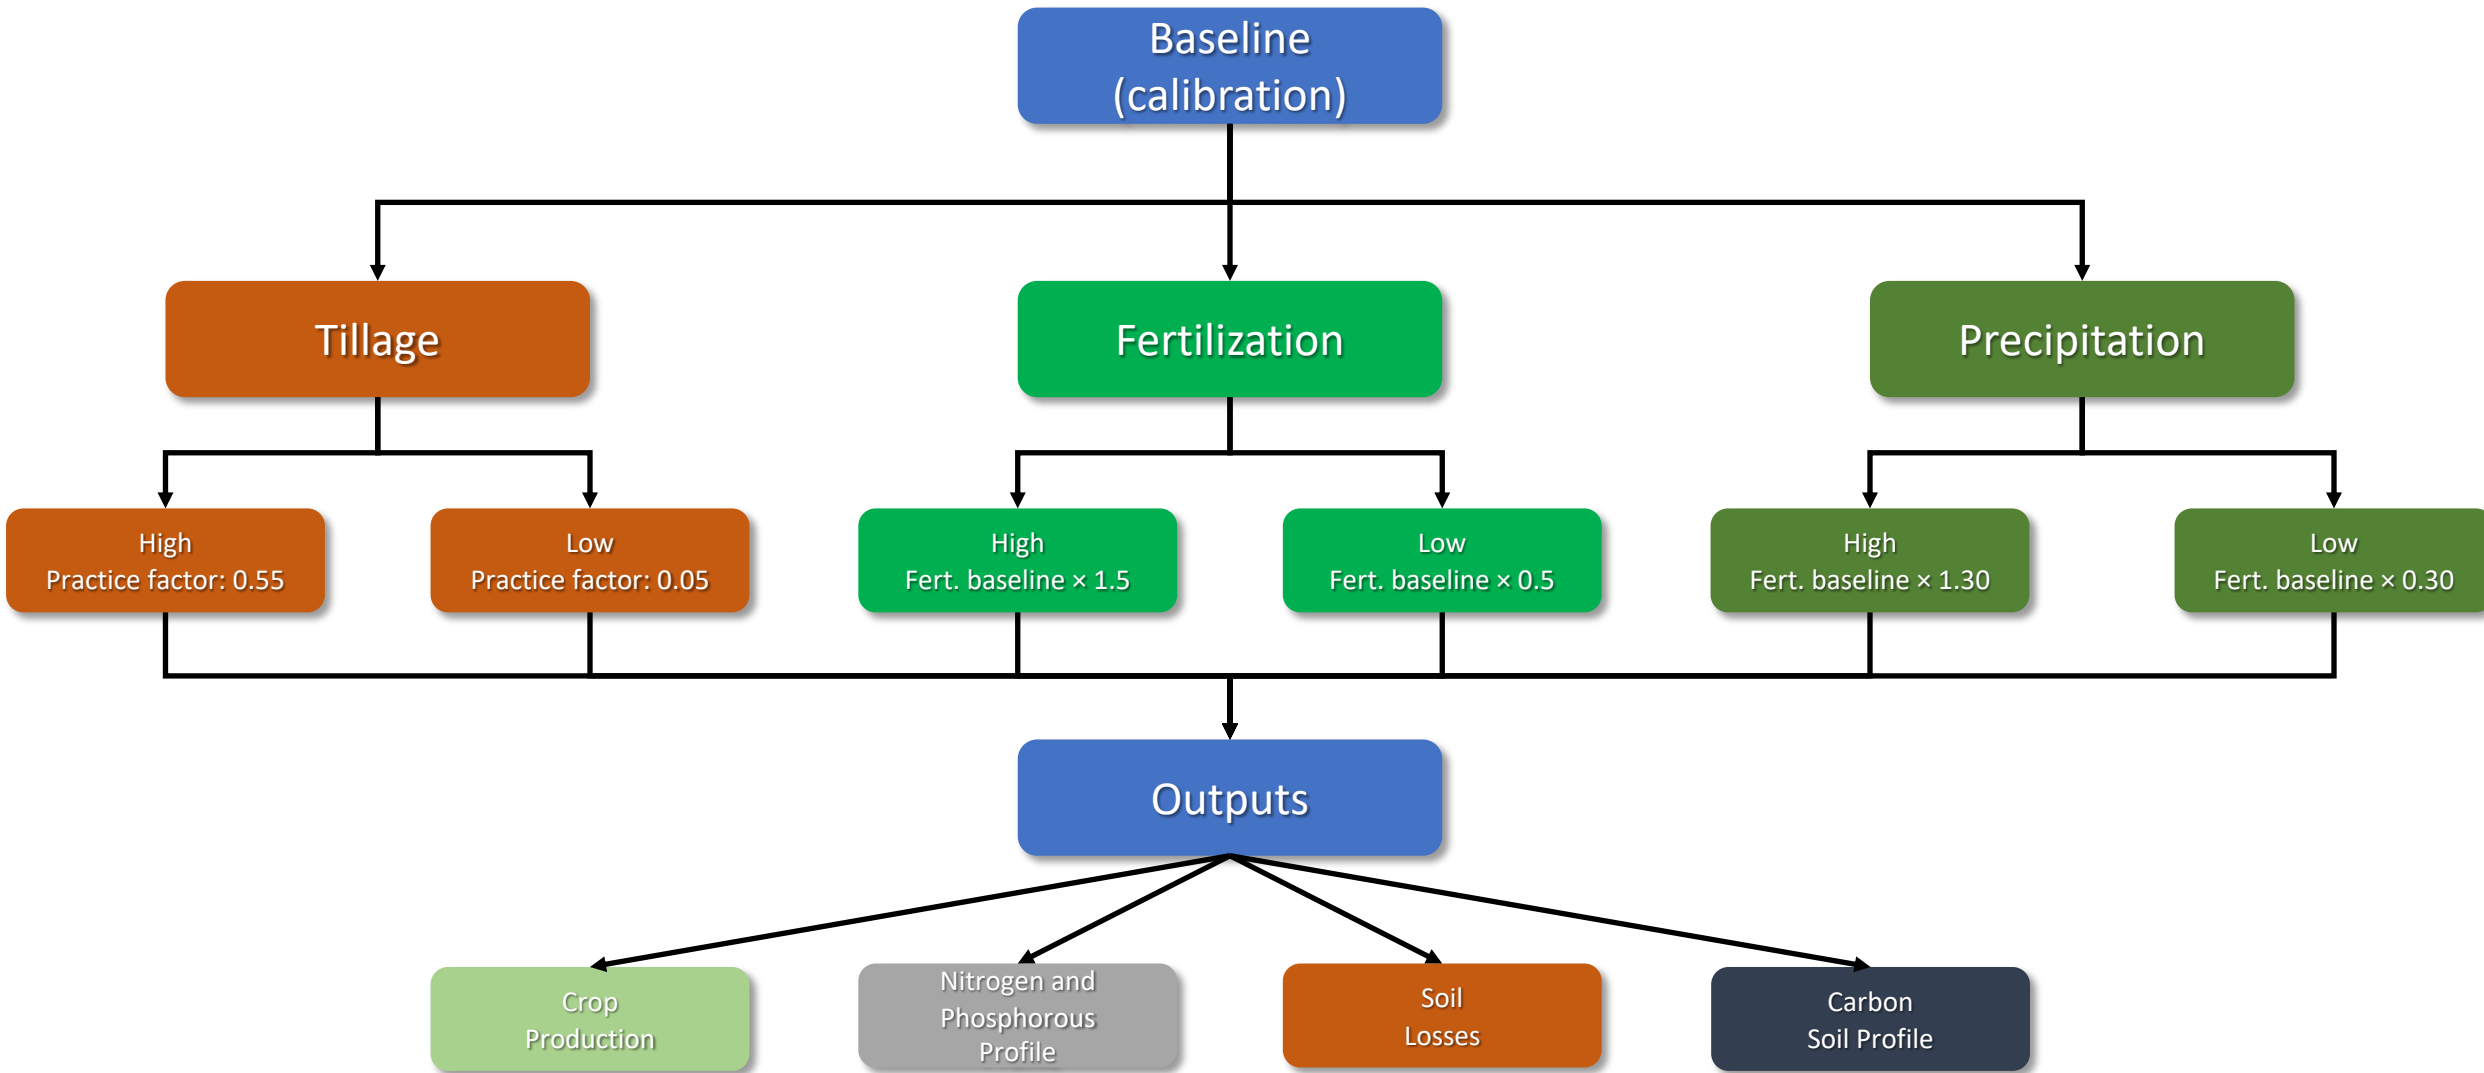 Baseline
(calibration)
Tillage
Fertilization
Precipitation
High
Practice factor: 0.55
Low
Practice factor: 0.05
High
Fert. baseline × 1.5
Low
Fert. baseline × 0.5
High
Fert. baseline × 1.30
Low
Fert. baseline × 0.30
Outputs
Crop
Production
Nitrogen and
Phosphorous
Profile
Soil
Losses
Carbon
Soil Profile